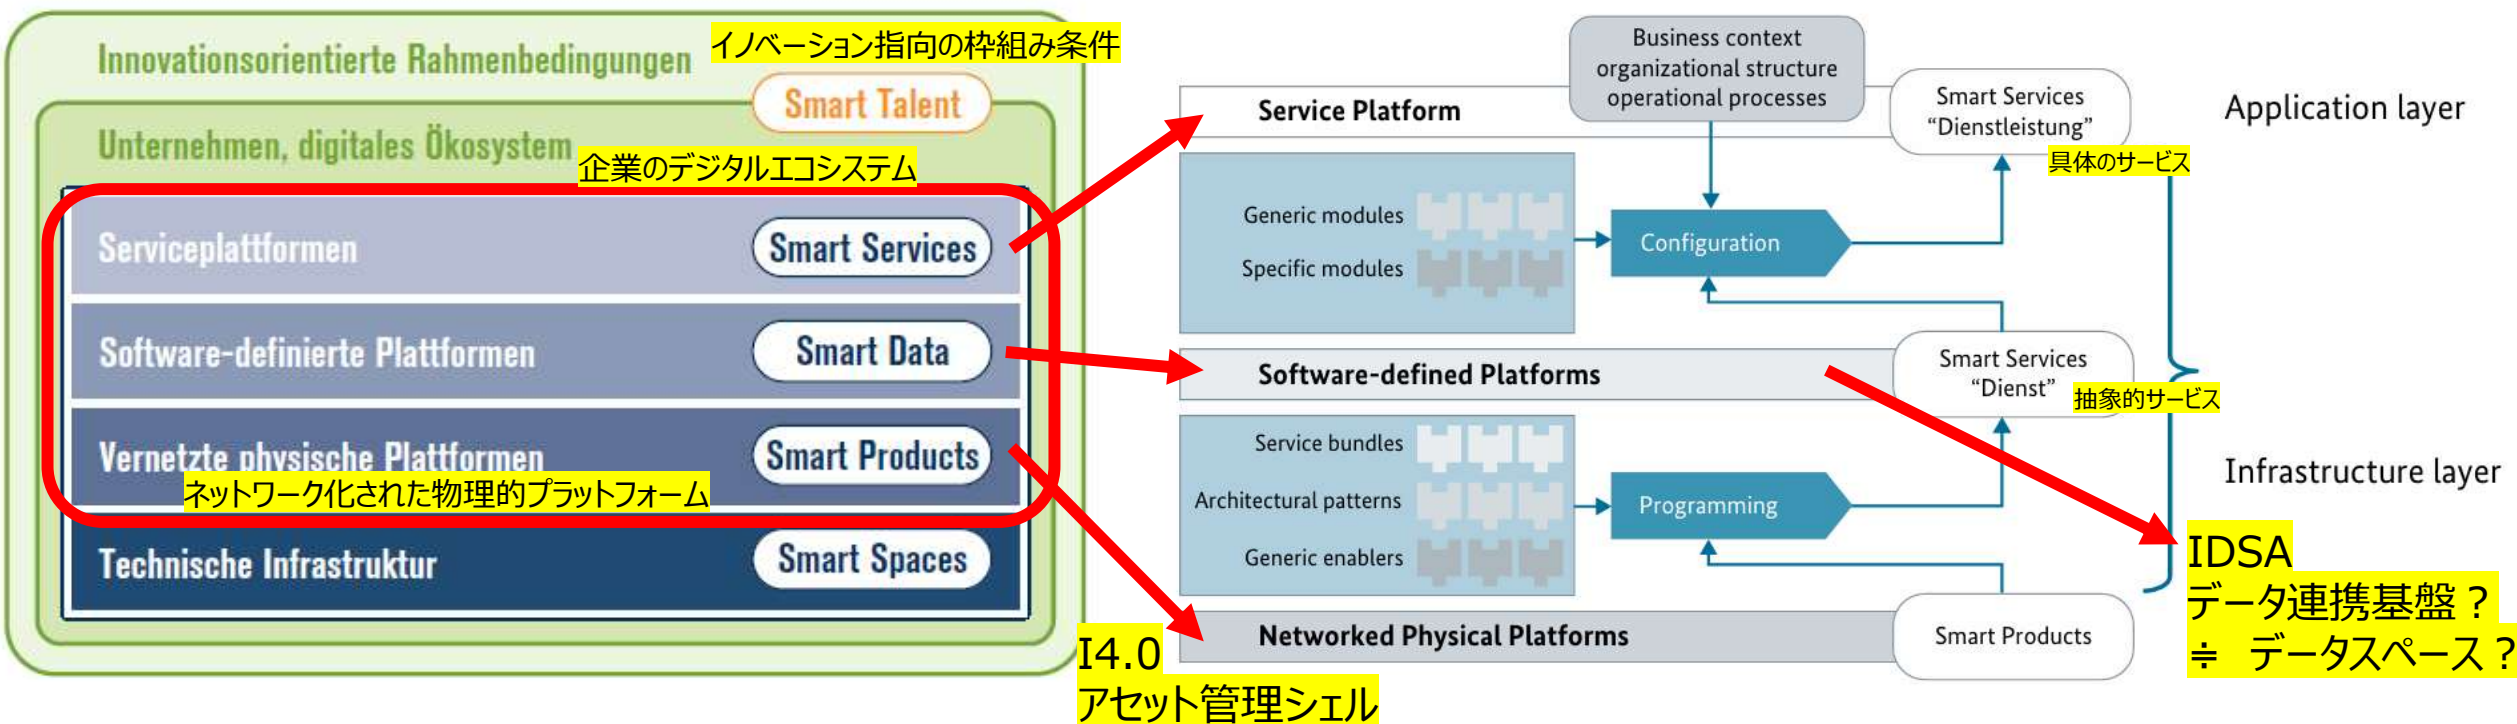 Innovationsorientierte Rahmenbedingungen
イノベーション指向の枠組み条件
Smart Talent
Unternehmen, digitales Ökosystem
企業のデジタルエコシステム
Serviceplattformen
Smart Services
Software-definierte Plattformen
Smart Data
Vernetzte physische Plattformen
Smart Products
ネットワーク化された物理的プラットフォーム
Technische Infrastruktur
Smart Spaces
I4.0
アセット管理シェル
Business context
organizational structure
operational processes
Service Platform
Smart Services
“Dienstleistung”
具体のサービス
Application layer
Generic modules
Specific modules
Configuration
Software-defined Platforms
Smart Services
“Dienst”
抽象的サービス
Service bundles
Architectural patterns
Generic enablers
Programming
Infrastructure layer
Networked Physical Platforms
Smart Products
IDSA
データ連携基盤？
≒ データスペース？